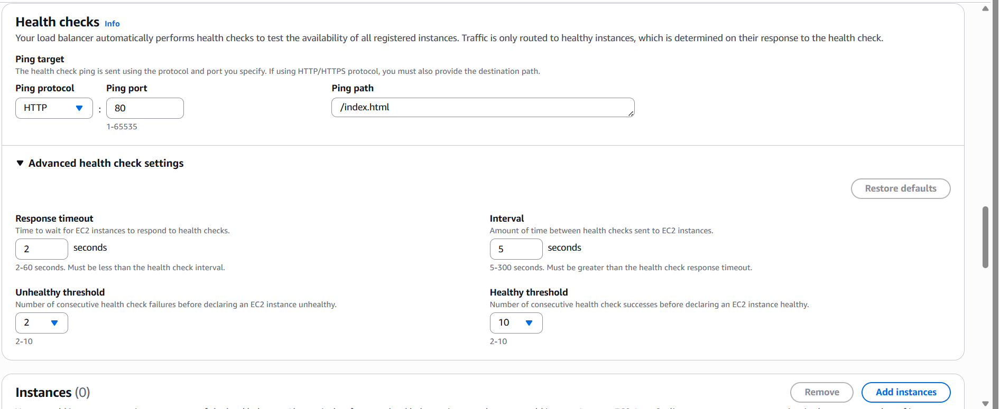 Health checks Info
Your load balancer automatically performs health checks to test the availability of all registered instances. Traffic is only routed to healthy instances, which is determined on their response to the health check.
Ping target
The health check ping is sent using the protocol and port you specify. If using HTTP/HTTPS protocol, you must also provide the destination path.
Ping protocol Ping port Ping path
HTTP : 80 /index.html
1-65535
Advanced health check settings
Restore defaults
Response timeout
Time to wait for EC2 instances to respond to health checks.
2 seconds
2-60 seconds. Must be less than the health check interval.
Interval
Amount of time between health checks sent to EC2 instances.
5 seconds
5-300 seconds. Must be greater than the health check response timeout.
Unhealthy threshold
Number of consecutive health check failures before declaring an EC2 instance unhealthy.
2
2-10
Healthy threshold
Number of consecutive health check successes before declaring an EC2 instance healthy.
10
2-10
Instances (0) Remove Add instances